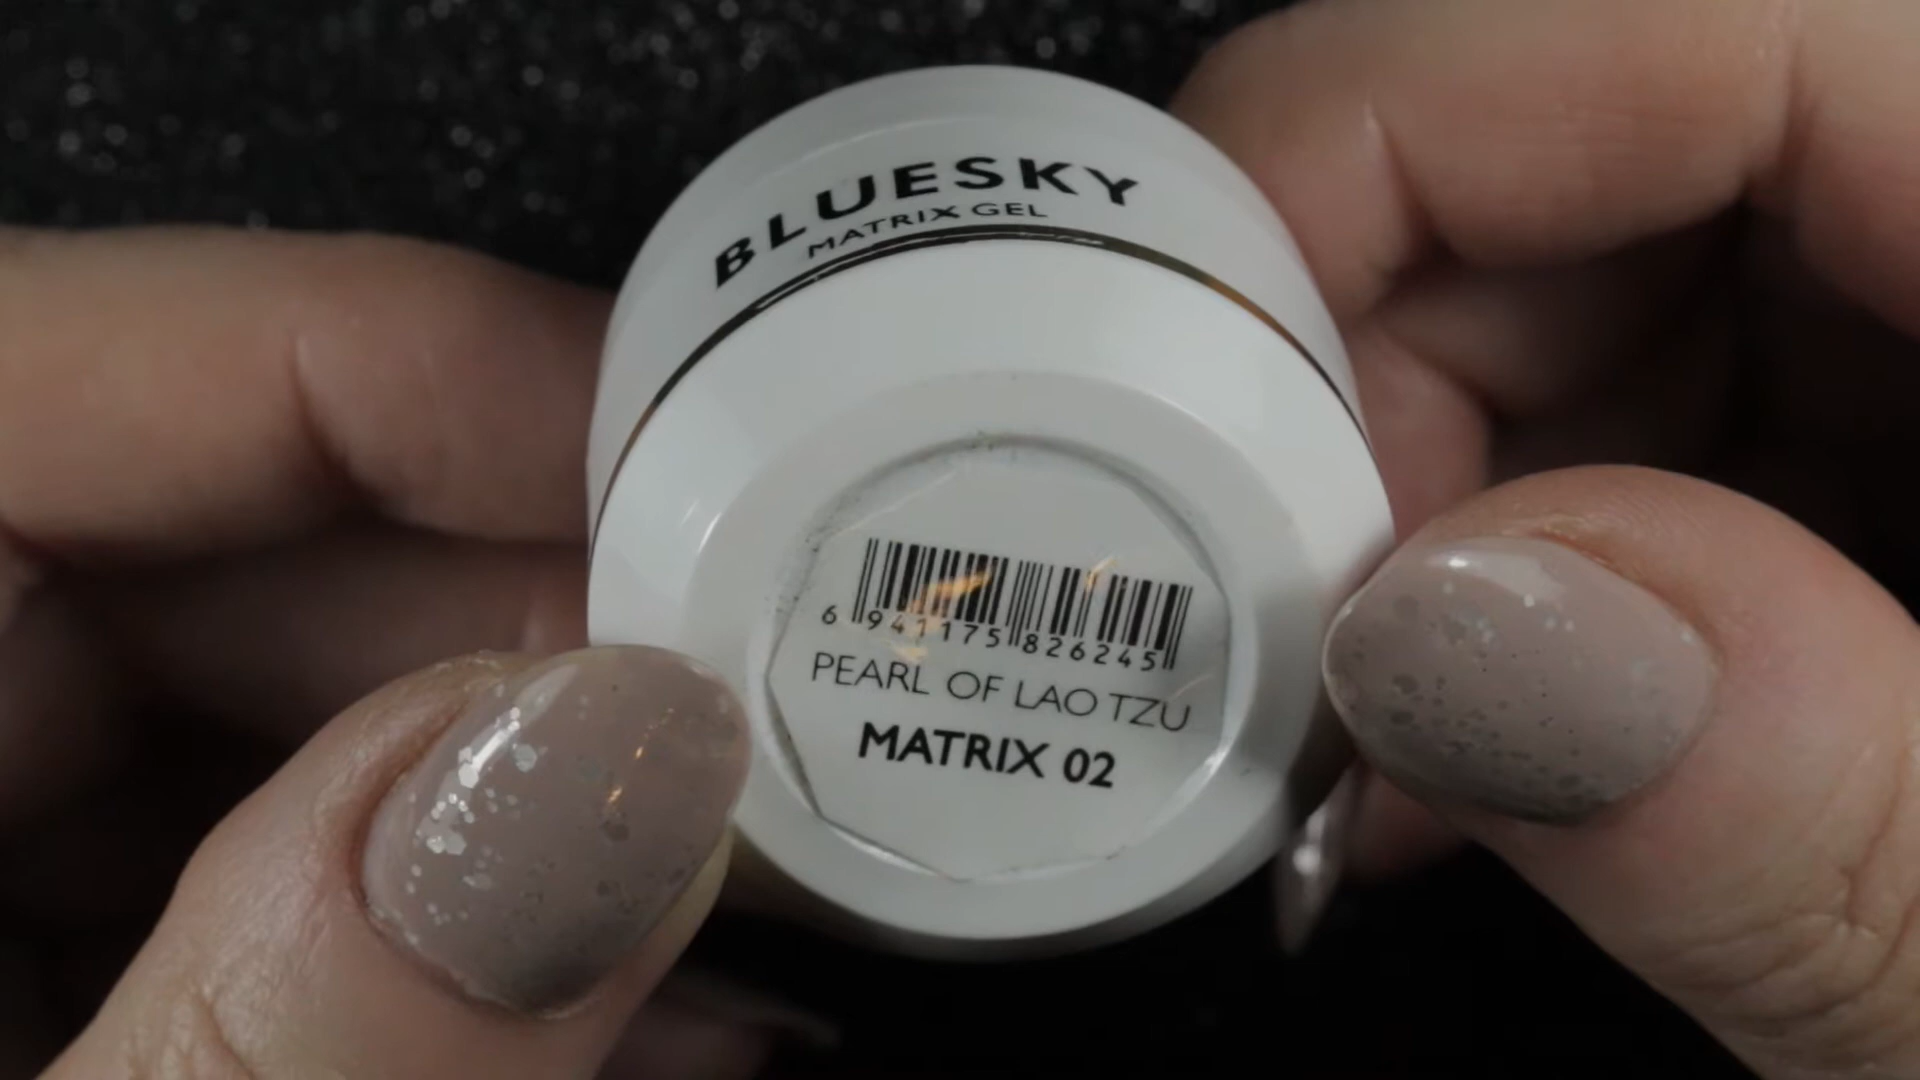 BLUESKY
MATRIX GEL
6 941175 826245
PEARL OF LAO TZU
MATRIX 02